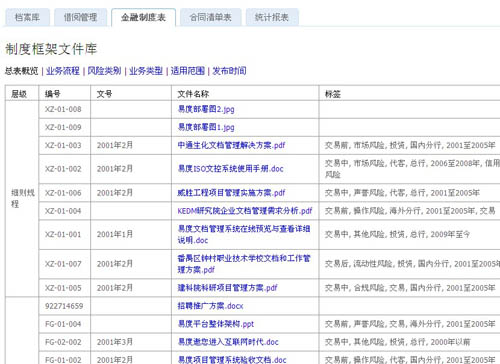 档案库 借阅管理 金融制度表 合同清单表 统计报表
制度框架文件库
总表概览 | 业务流程 | 风险类别 | 业务类型 | 适用范围 | 发布时间
层级 编号 文号 文件名称 标签
XZ-01-008 易度部署图2.jpg
XZ-01-009 易度部署图1.jpg
XZ-01-003 2001年2月 中通生化文档管理解决方案.pdf 交易前, 市场风险, 投资, 国内分行, 2001至2005年
XZ-01-002 易度ISO文控系统使用手册.doc 交易中, 市场风险, 代客, 总行, 2006至2008年, 信用
风险
XZ-01-006 2001年2月 威胜工程项目管理实施方案.pdf 交易中, 声誉风险, 代客, 总行, 2001至2005年
细则规
程
XZ-01-004 KEDM研究院企业文档管理需求分析.pdf 交易前, 操作风险, 海外分行, 2001至2005年, 交易
XZ-01-001 2001年1月 易度文档管理系统在线预览与查看详细
说明.doc 交易中, 其他风险, 投资, 总行, 2009年至今
XZ-01-007 2001年2月 番禺区钟村职业技术学校文档和工作管
理方案.pdf 交易后, 流动性风险, 投资, 国内分行, 2001至2005年
XZ-01-005 2001年2月 建科院科研项目管理方案.pdf 交易中, 合规风险, 交易, 国内分行, 2001至2005年
922714659 招聘推广方案.docx
FG-01-004 易度平台整体架构.ppt 交易前, 声誉风险, 交易, 海外分行, 2001至2005年
FG-02-002 2001年3月 易度邀您进入互联网时代.doc 交易中, 其他风险, 投资, 总行, 2000年以前
FG-02-001 2001年2月 易度项目管理系统验收文档.doc 交易前, 操作风险, 投资, 国内分行, 2001至2005年